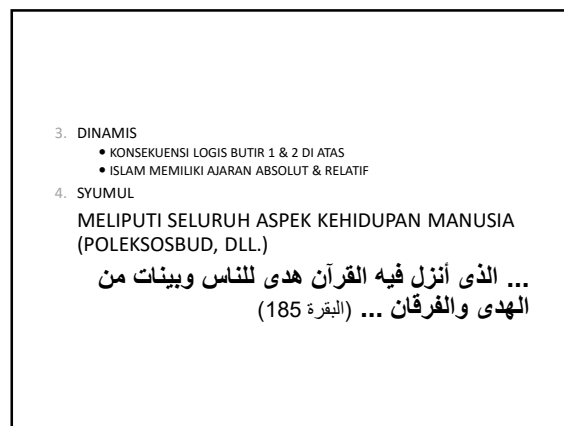 3. DINAMIS
• KONSEKUENSI LOGIS BUTIR 1 & 2 DI ATAS
• ISLAM MEMILIKI AJARAN ABSOLUT & RELATIF
4. SYUMUL
MELIPUTI SELURUH ASPEK KEHIDUPAN MANUSIA
(POLEKSOSBUD, DLL.)
... الذى أنزل فيه القرآن هدى للناس وبينات من
الهدى والفرقان ... (البقرة 185)